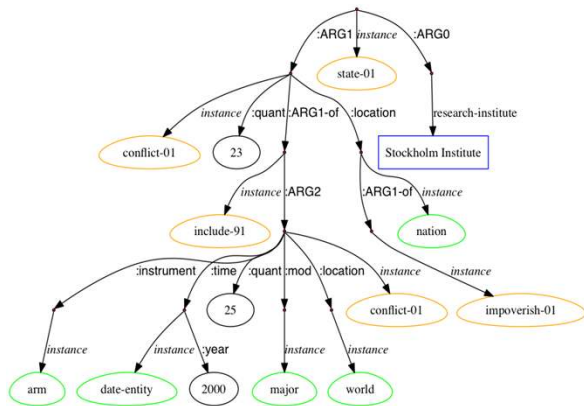 :ARG1 instance :ARG0
state-01
instance :quant :ARG1-of :location research-institute
conflict-01 23 Stockholm Institute
instance :ARG2 :ARG1-of instance
include-91 nation
:instrument :time :quant :mod :location instance instance
25 conflict-01 impoverish-01
instance instance :year instance instance
arm date-entity 2000 major world